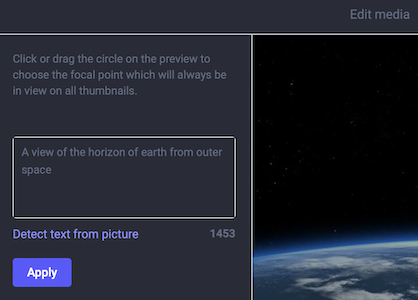 Edit media
Click or drag the circle on the preview to
choose the focal point which will always be
in view on all thumbnails.
A view of the horizon of earth from outer
space
Detect text from picture 1453
Apply